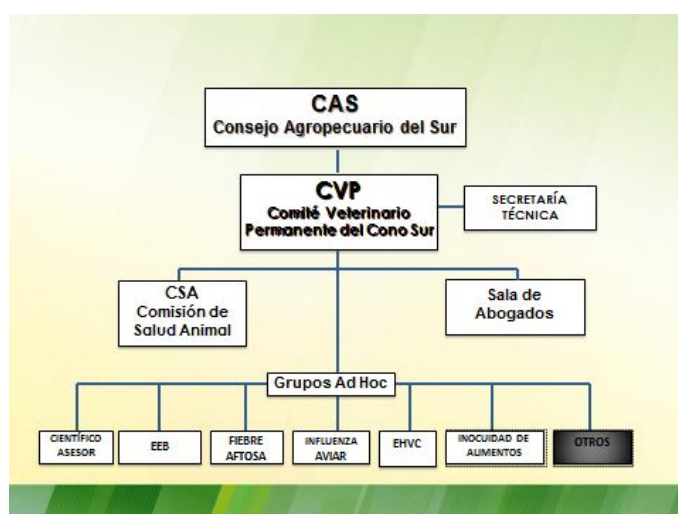 CAS
Consejo Agropecuario del Sur
CVP
Comité Veterinario
Permanente del Cono Sur
SECRETARÍA
TÉCNICA
CSA
Comisión de
Salud Animal
Sala de
Abogados
Grupos Ad Hoc
CIENTÍFICO
ASESOR
EEB
FIEBRE
AFTOSA
INFLUENZA
AVIAR
EHVC
INOCUIDAD DE
ALIMENTOS
OTROS